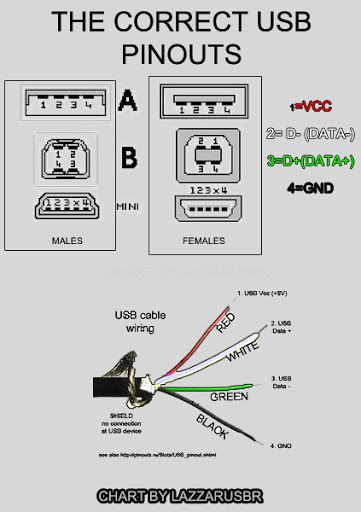 THE CORRECT USB
PINOUTS
1 2 3 4
A
1 2 3 4
1=VCC
2= D- (DATA-)
3=D+(DATA+)
4=GND
1 2
4 3
B
2 1
3 4
1 2 3 x 4
MINI
1 2 3 x 4
MALES
FEMALES
CHART BY LAZZARUSBR
USB cable
wiring
1. USB Vcc (+5V)
RED
2. USB
Data +
WHITE
3. USB
Data -
GREEN
BLACK
4. GND
SHIELD
no connection
at USB device
see also http://pinouts.ru/Slots/USB_pinout.shtml
CHART BY LAZZARUSBR